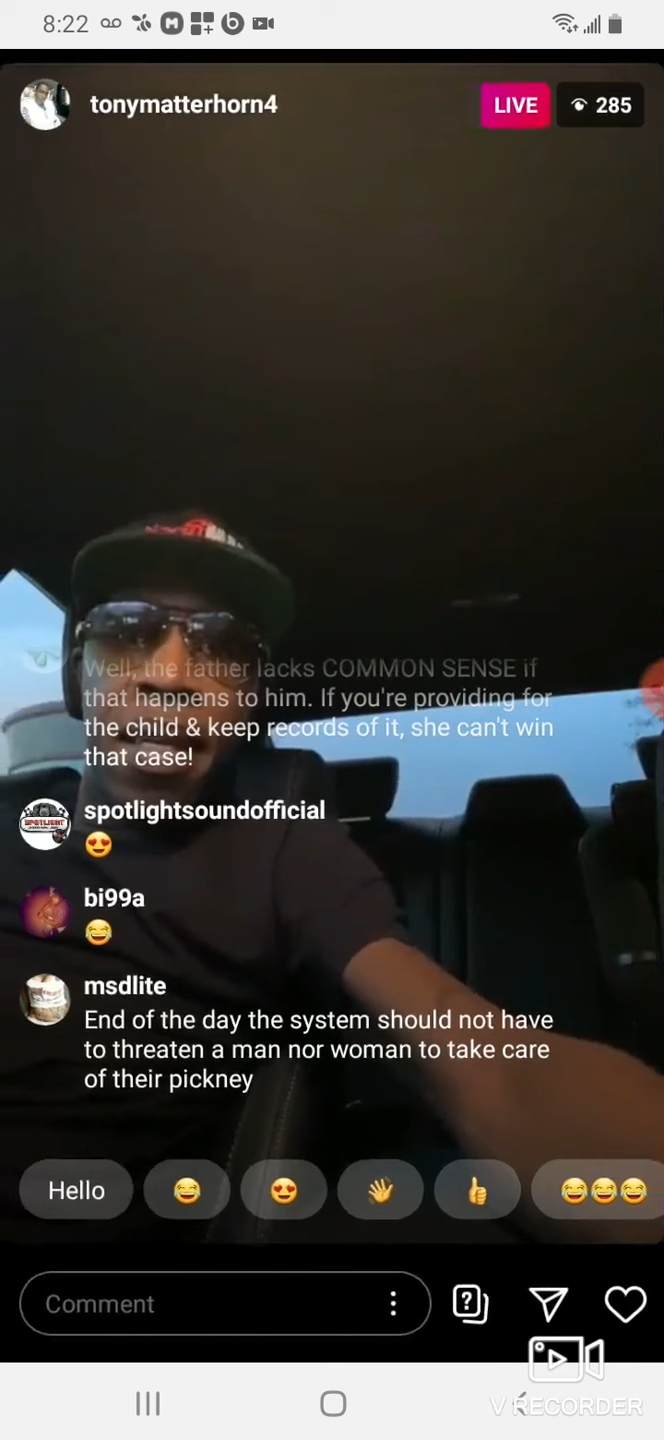 8:22
tonymatterhorn4
LIVE
285
Well, the father lacks COMMON SENSE if
that happens to him. If you're providing for
the child & keep records of it, she can't win
that case!
spotlightsoundofficial
😍
bi99a
😂
msdlite
End of the day the system should not have
to threaten a man nor woman to take care
of their pickney
Hello 😂 😍 👋 👍 😂😂😂
Comment
V RECORDER